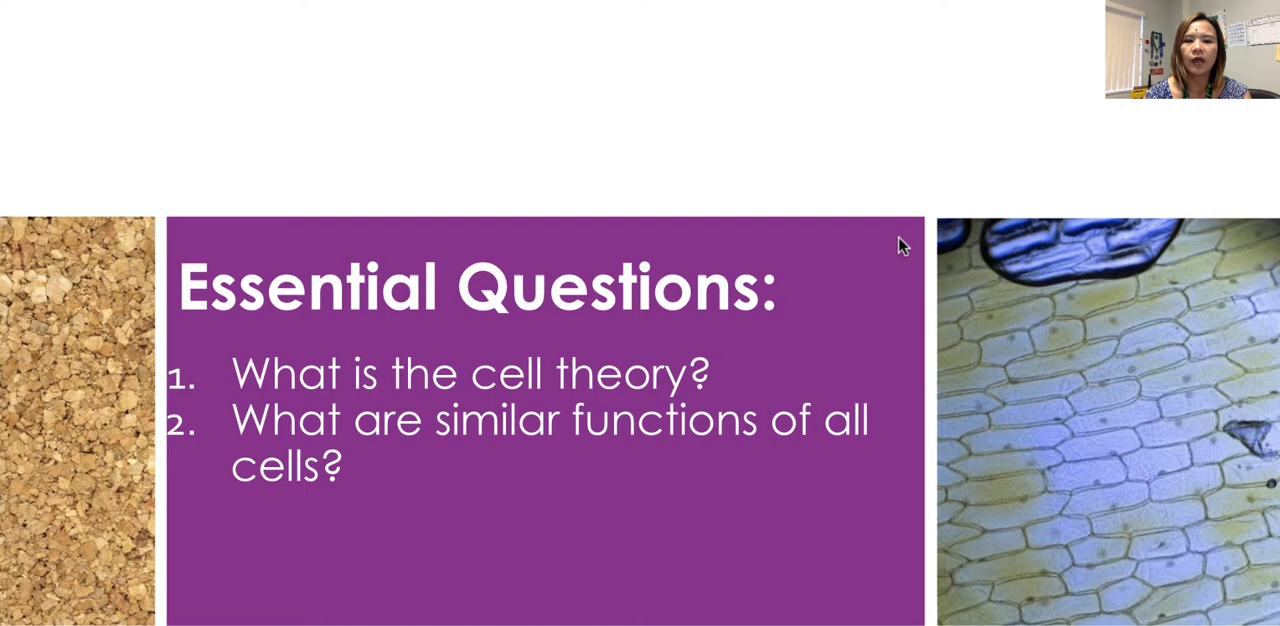 Essential Questions:
1. What is the cell theory?
2. What are similar functions of all
cells?